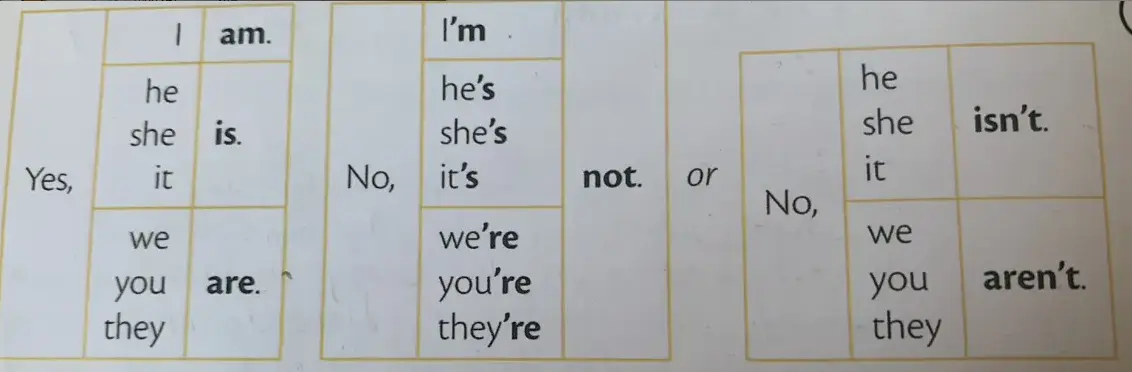 I am.
he
she is.
Yes, it
we
you are.
they
I'm
he's
she's
No, it's not.
we're
you're
they're
or
he
she isn't.
it
No,
we
you aren't.
they